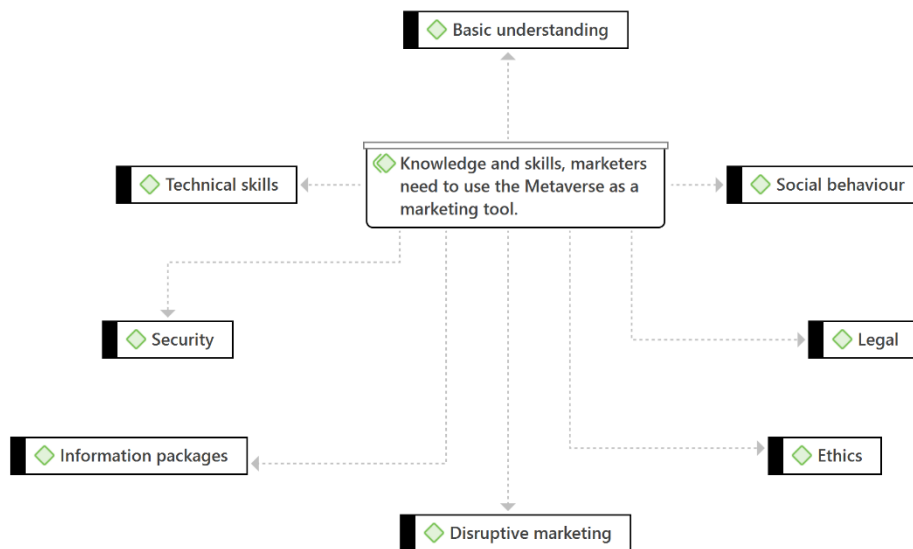 Basic understanding
Knowledge and skills, marketers
need to use the Metaverse as a
marketing tool.
Technical skills
Social behaviour
Security
Legal
Information packages
Ethics
Disruptive marketing